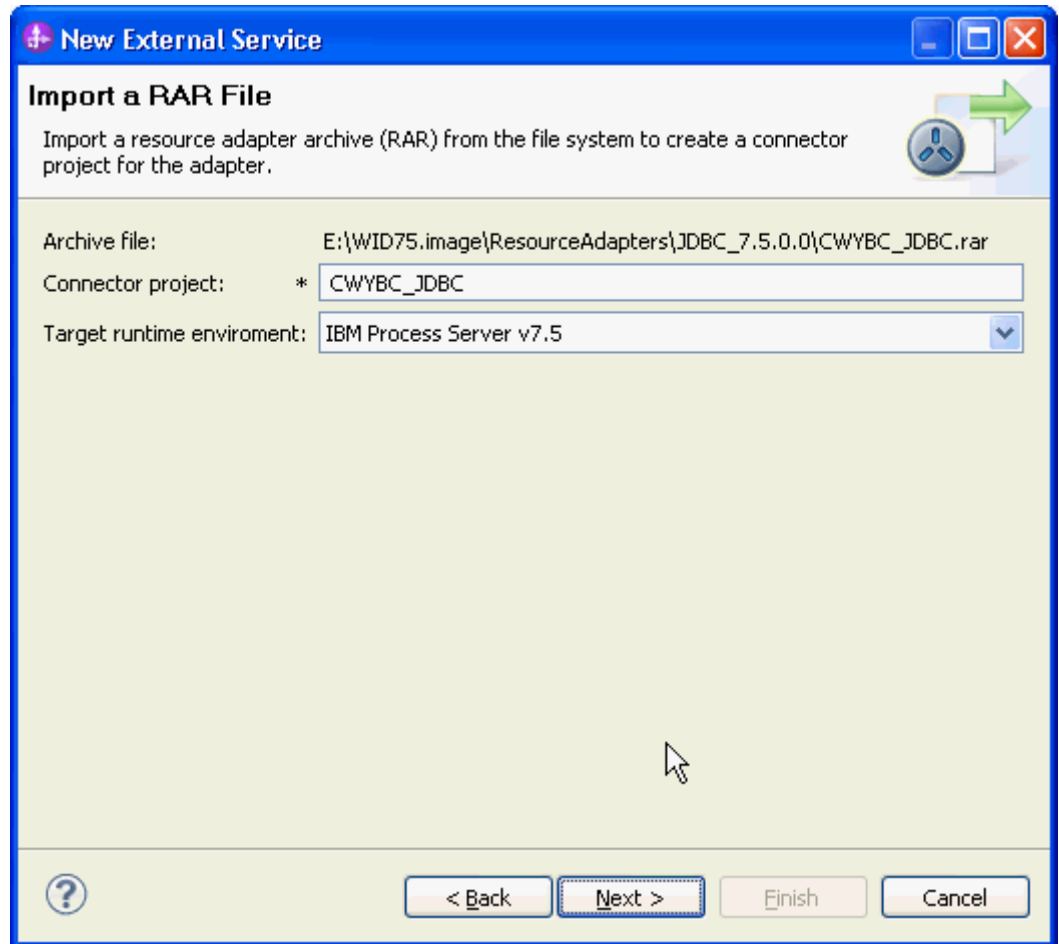 New External Service
Import a RAR File
Import a resource adapter archive (RAR) from the file system to create a connector
project for the adapter.
Archive file: E:\WID75.image\ResourceAdapters\JDBC_7.5.0.0\CWYBC_JDBC.rar
Connector project: * CWYBC_JDBC
Target runtime enviroment: IBM Process Server v7.5
? < Back Next > Finish Cancel